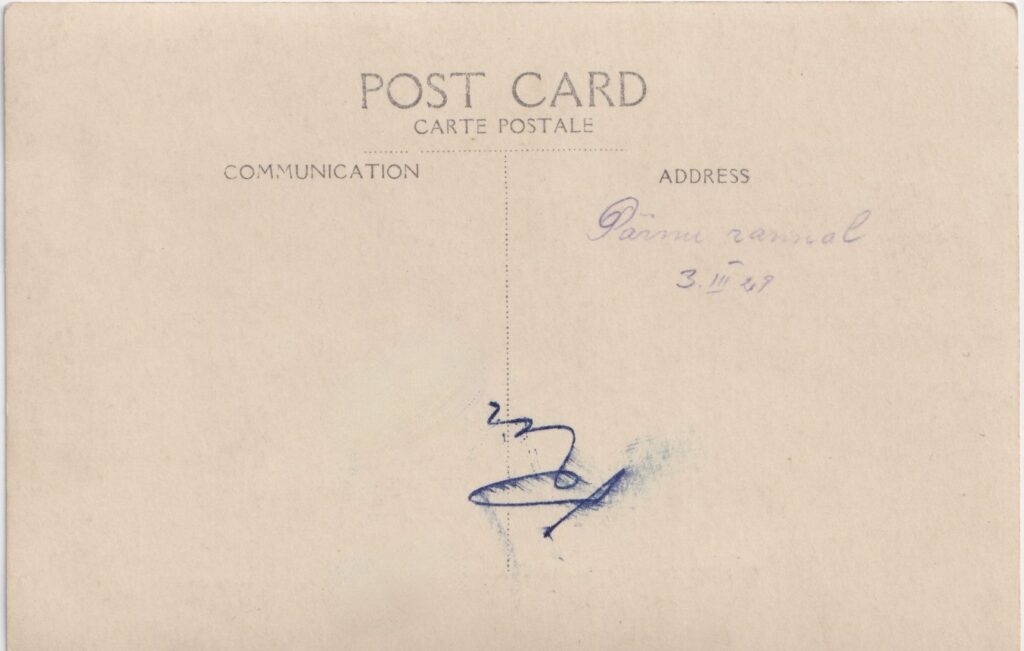 POST CARD
CARTE POSTALE
COMMUNICATION
ADDRESS
Pärnu rannal
3.III 29